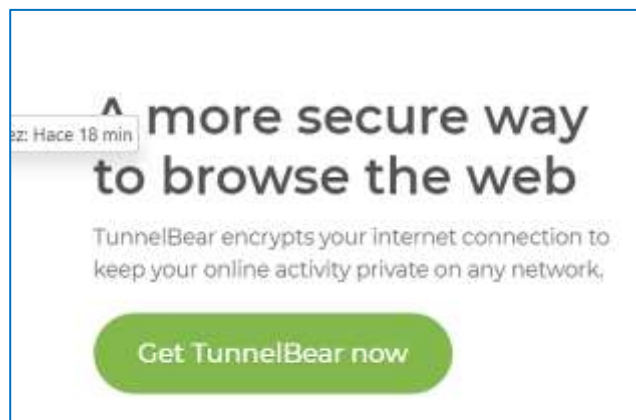 A more secure way
ez: Hace 18 min
to browse the web
TunnelBear encrypts your internet connection to
keep your online activity private on any network.
Get TunnelBear now